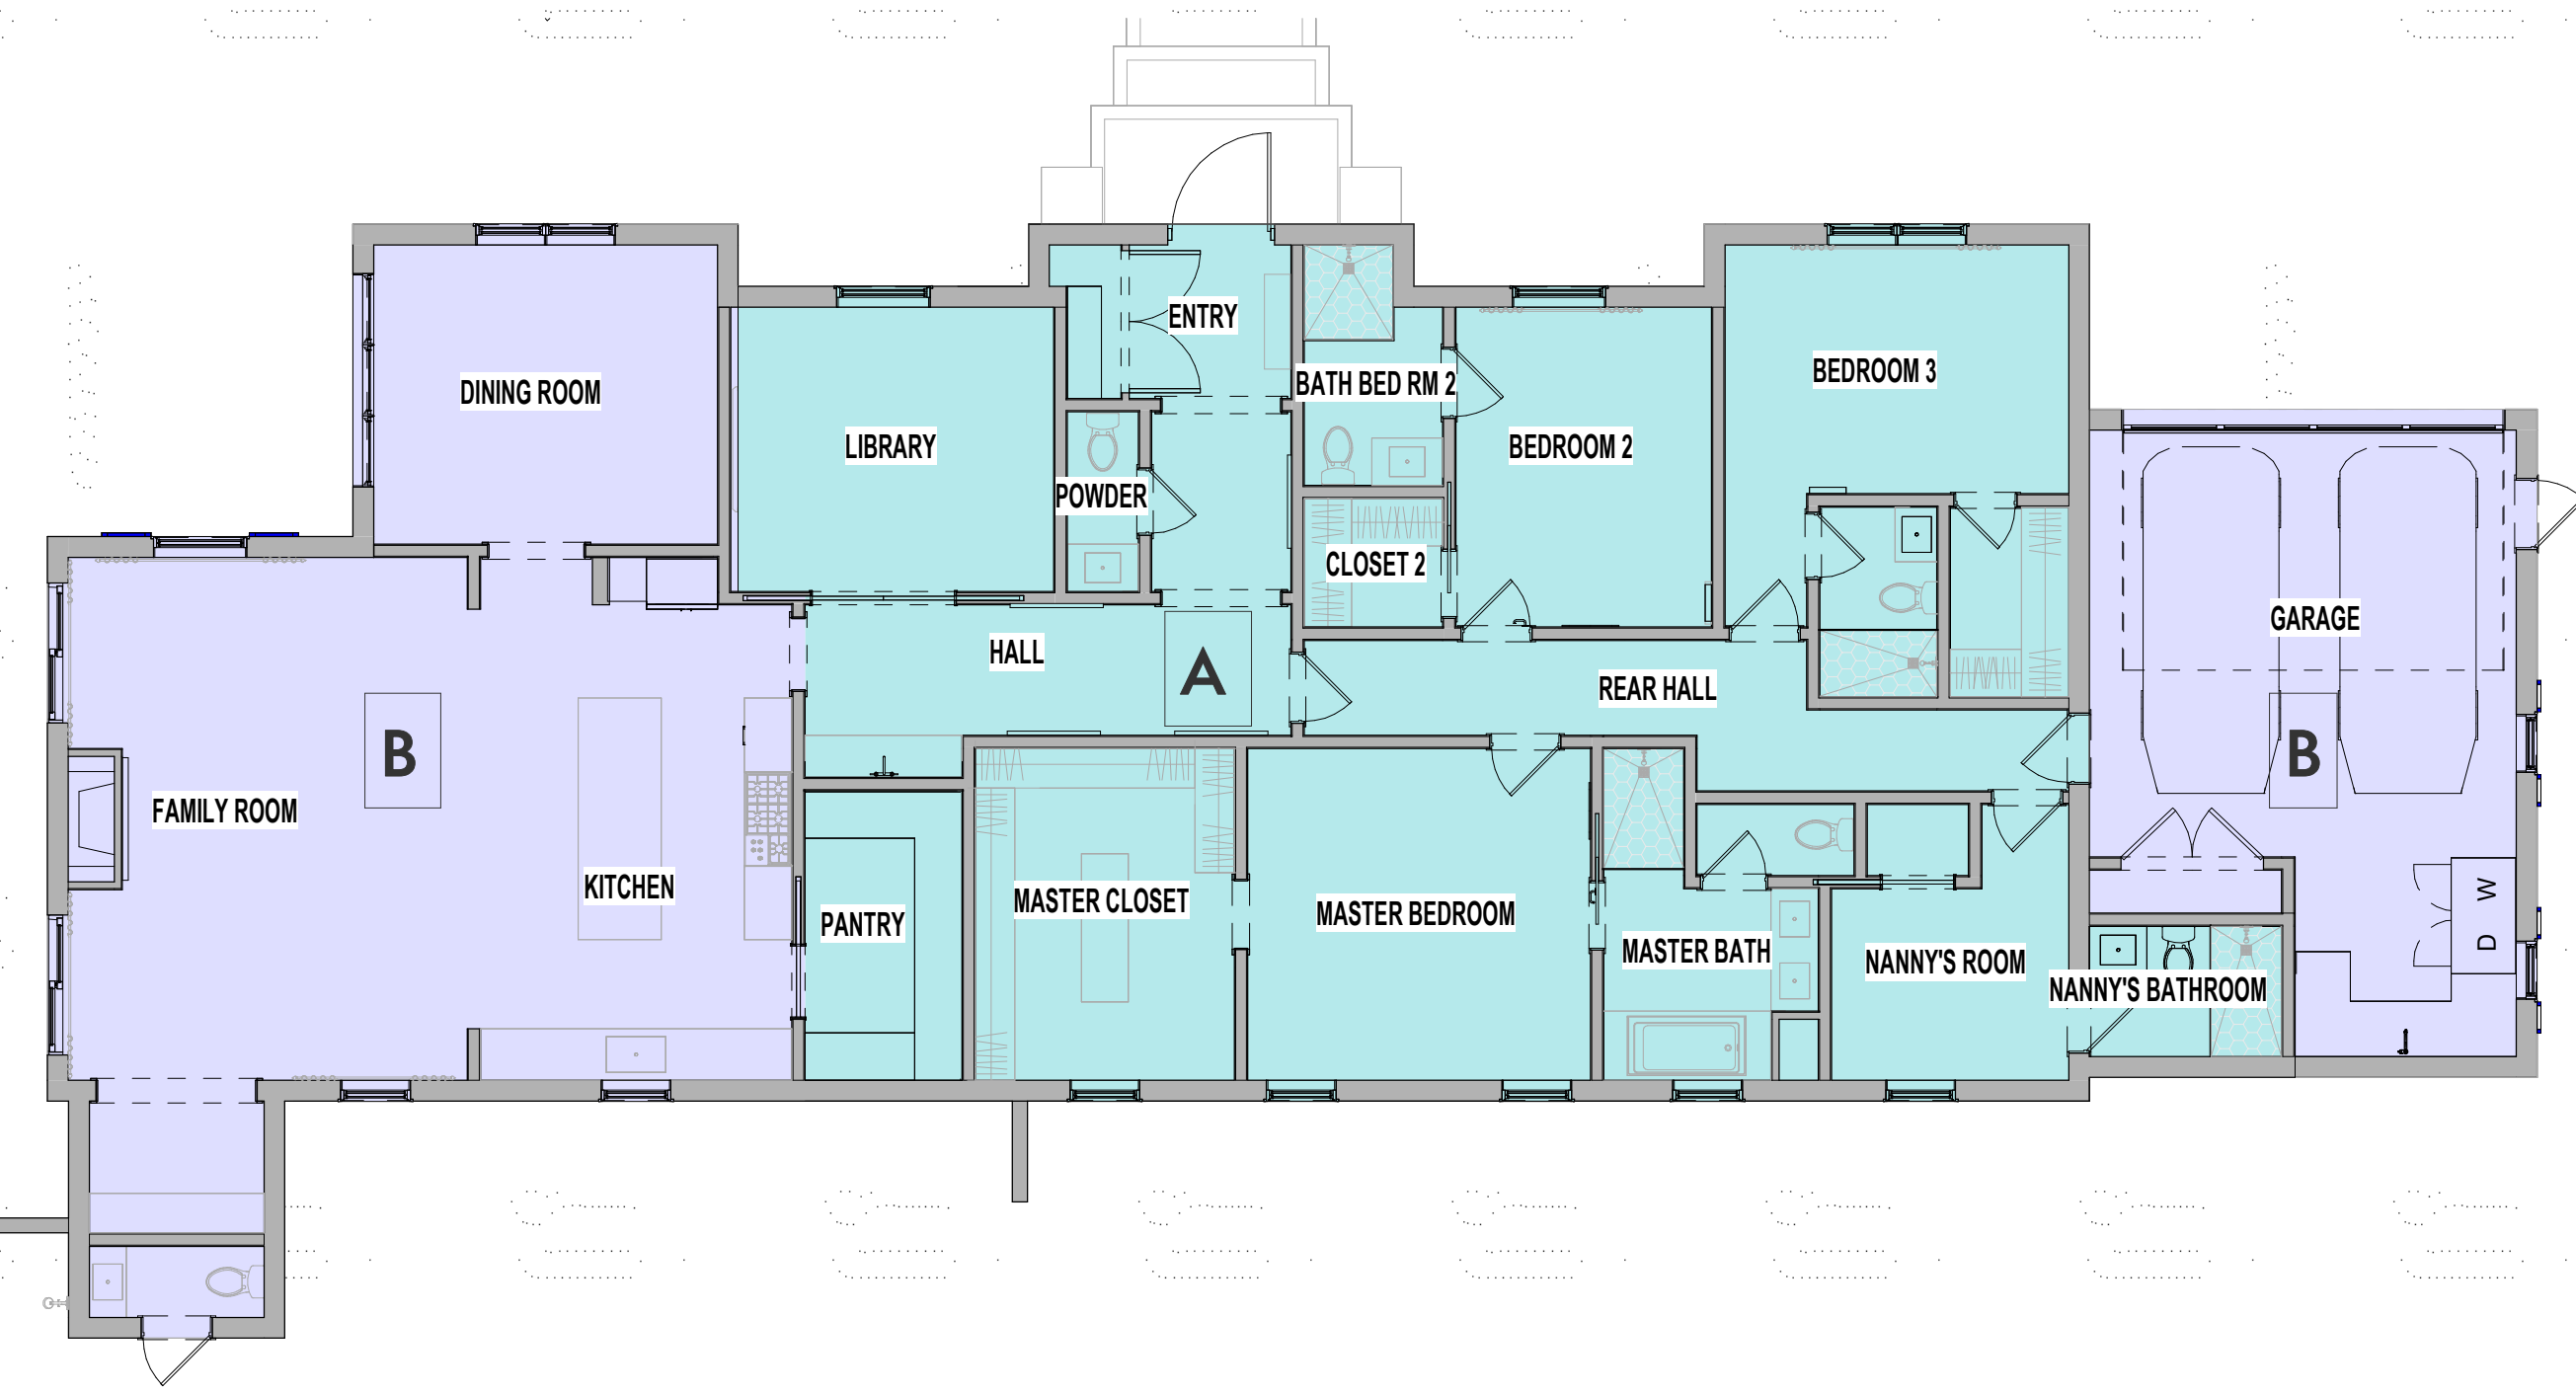 ENTRY
BEDROOM 3
BATH BED RM 2
DINING ROOM
LIBRARY
BEDROOM 2
POWDER
CLOSET 2
GARAGE
HALL
A
REAR HALL
B
B
FAMILY ROOM
KITCHEN
MASTER CLOSET
MASTER BEDROOM
PANTRY
MASTER BATH
NANNY'S ROOM
NANNY'S BATHROOM
D W